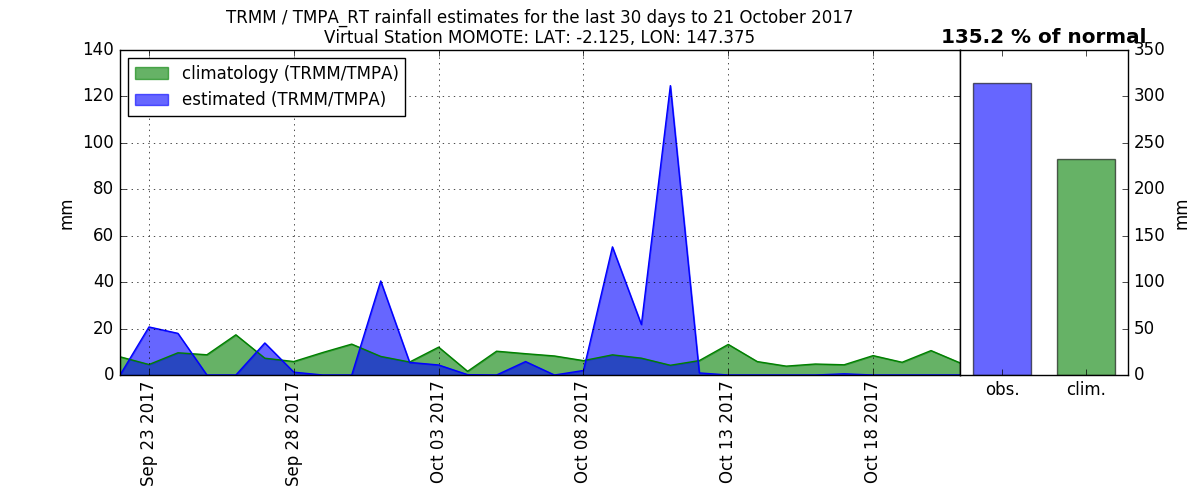 TRMM / TMPA_RT rainfall estimates for the last 30 days to 21 October 2017
Virtual Station MOMOTE: LAT: -2.125, LON: 147.375
135.2 % of normal
climatology (TRMM/TMPA)
estimated (TRMM/TMPA)
mm
140
120
100
80
60
40
20
0
Sep 23 2017
Sep 28 2017
Oct 03 2017
Oct 08 2017
Oct 13 2017
Oct 18 2017
obs.
clim.
350
300
250
200
150
100
50
0
mm